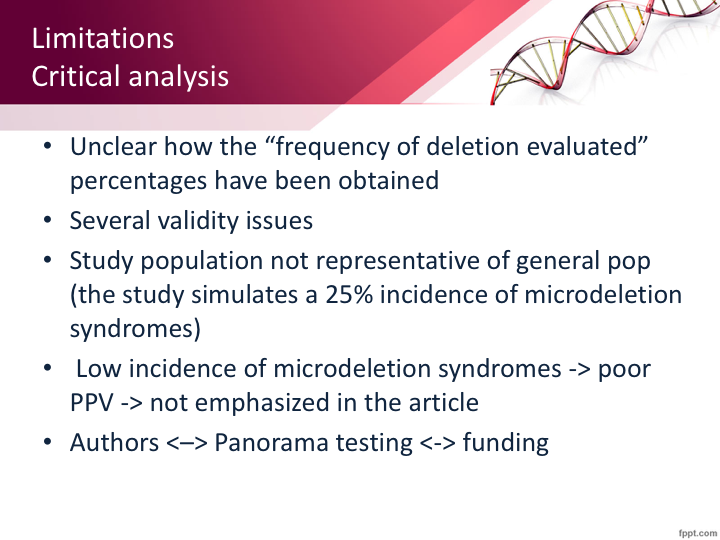 Limitations
Critical analysis
• Unclear how the “frequency of deletion evaluated”
percentages have been obtained
• Several validity issues
• Study population not representative of general pop
(the study simulates a 25% incidence of microdeletion
syndromes)
• Low incidence of microdeletion syndromes -> poor
PPV -> not emphasized in the article
• Authors <–> Panorama testing <-> funding
fppt.com